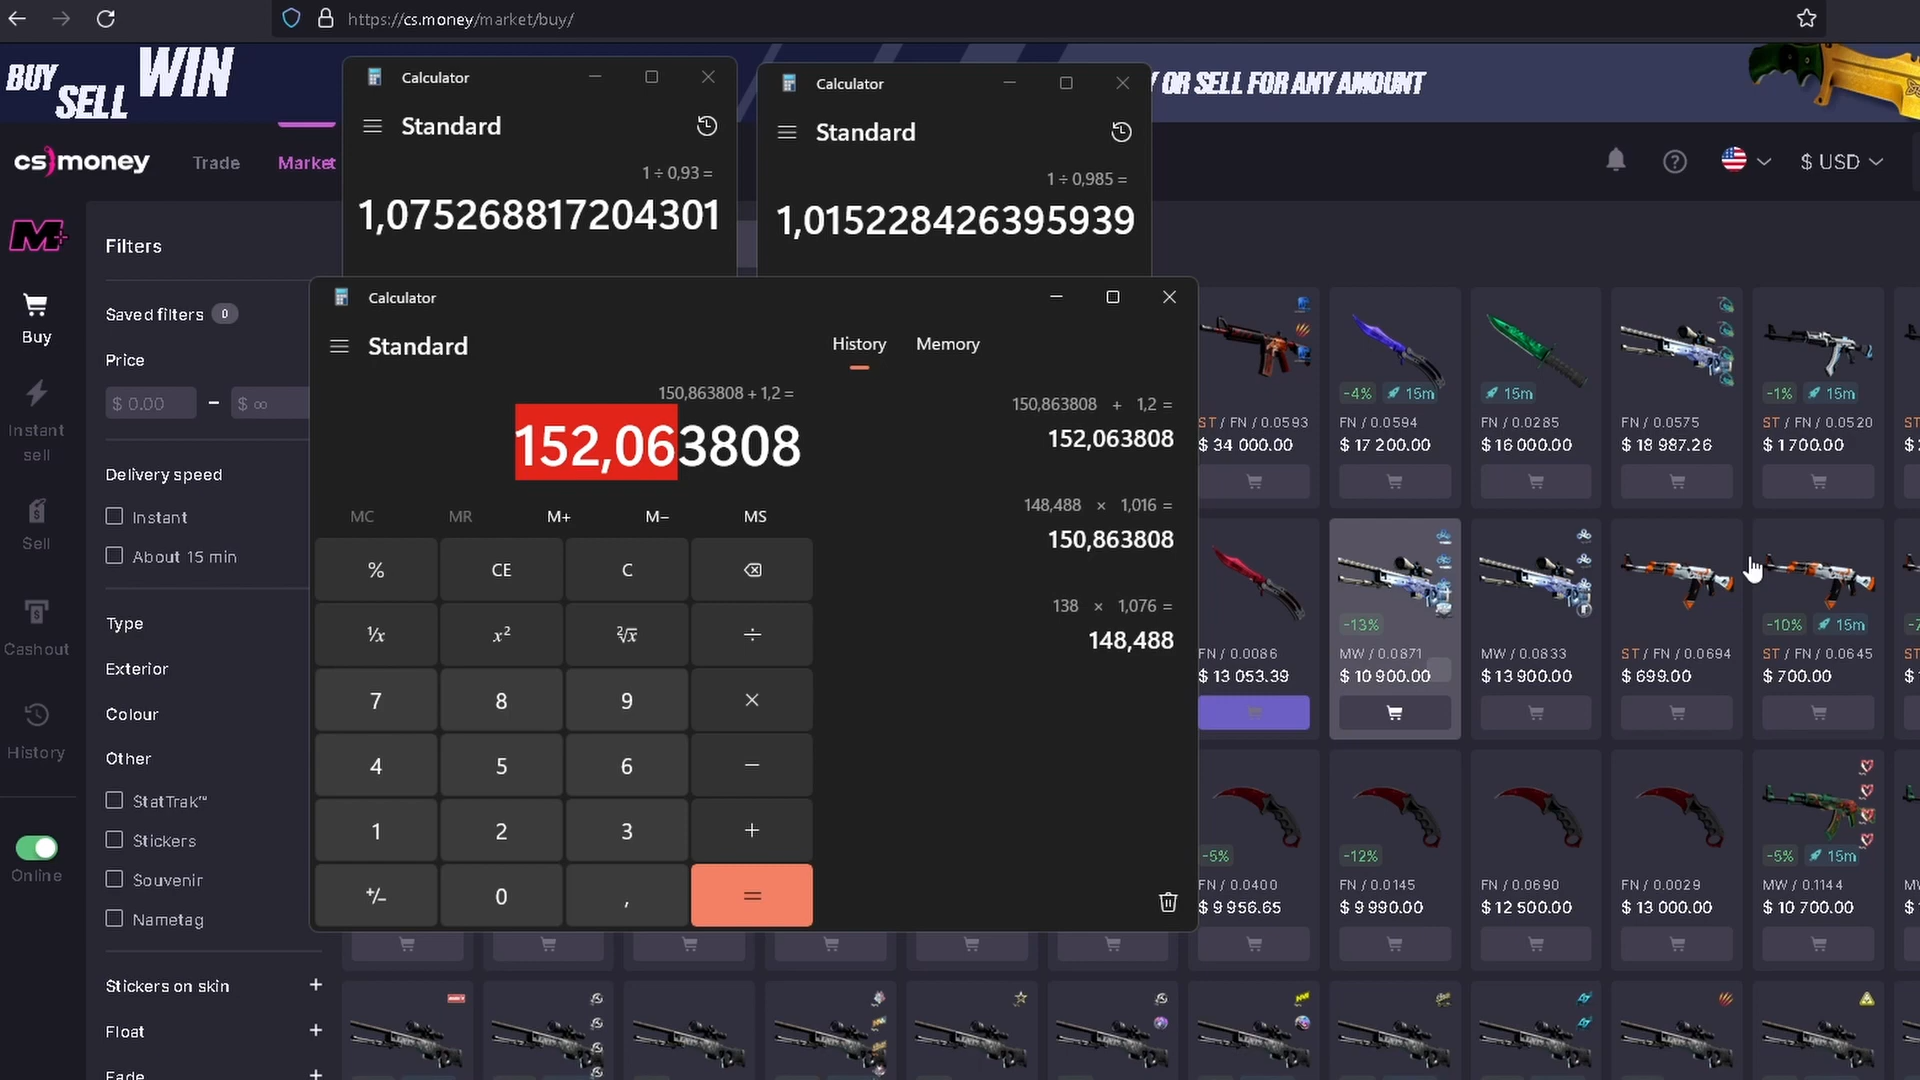 https://cs.money/market/buy/
BUY SELL WIN
Y OR SELL FOR ANY AMOUNT
cs money
Trade
Market
$ USD
Calculator
Standard
1 ÷ 0,93 =
1,075268817204301
Calculator
Standard
1 ÷ 0,985 =
1,015228426395939
Calculator
Standard
150,863808 + 1,2 =
152,063808
MC
MR
M+
M−
MS
%
CE
C
⌫
⅟x
x²
²√x
÷
7
8
9
×
4
5
6
−
1
2
3
+
+/−
0
,
=
History
Memory
150,863808 + 1,2 =
152,063808
148,488 × 1,016 =
150,863808
138 × 1,076 =
148,488
M+
Buy
Instant
sell
Sell
Cashout
History
Online
Filters
Saved filters 0
Price
$ 0.00 – $ ∞
Delivery speed
Instant
About 15 min
Type
Exterior
Colour
Other
StatTrak™
Stickers
Souvenir
Nametag
Stickers on skin +
Float +
Fade +
ST / FN / 0.0593
$ 34 000.00
-4% 15m
FN / 0.0594
$ 17 200.00
15m
FN / 0.0285
$ 16 000.00
FN / 0.0575
$ 18 987.26
-1% 15m
ST / FN / 0.0520
$ 1 700.00
FN / 0.0086
$ 13 053.39
-13%
MW / 0.0871
$ 10 900.00
MW / 0.0833
$ 13 900.00
ST / FN / 0.0694
$ 699.00
-10% 15m
ST / FN / 0.0645
$ 700.00
-5%
FN / 0.0400
$ 9 956.65
-12%
FN / 0.0145
$ 9 990.00
FN / 0.0690
$ 12 500.00
FN / 0.0029
$ 13 000.00
-5% 15m
MW / 0.1144
$ 10 700.00